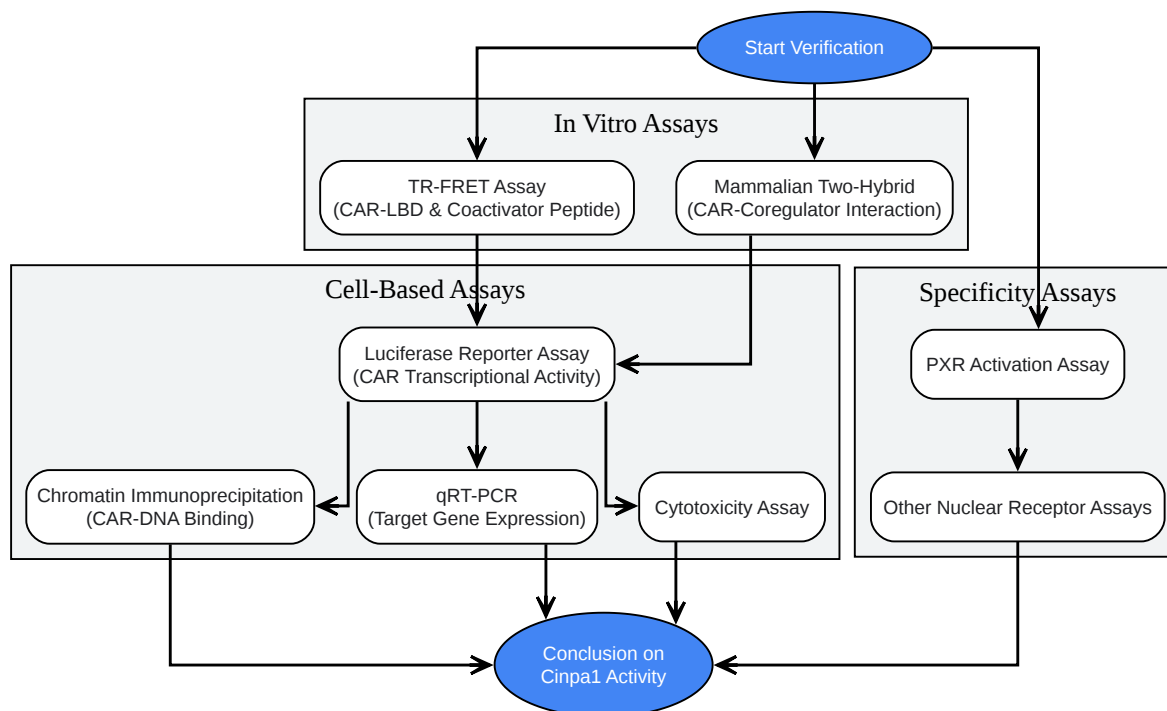 Start Verification
In Vitro Assays
TR-FRET Assay
(CAR-LBD & Coactivator Peptide)
Mammalian Two-Hybrid
(CAR-Coregulator Interaction)
Cell-Based Assays
Luciferase Reporter Assay
(CAR Transcriptional Activity)
Chromatin Immunoprecipitation
(CAR-DNA Binding)
qRT-PCR
(Target Gene Expression)
Cytotoxicity Assay
Specificity Assays
PXR Activation Assay
Other Nuclear Receptor Assays
Conclusion on
Cinpa1 Activity